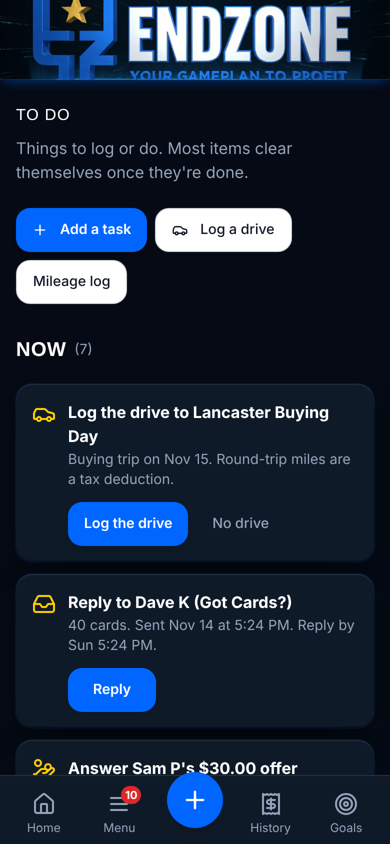 ENDZONE
YOUR GAMEPLAN TO PROFIT
TO DO
Things to log or do. Most items clear
themselves once they're done.
Add a task
Log a drive
Mileage log
NOW (7)
Log the drive to Lancaster Buying
Day
Buying trip on Nov 15. Round-trip miles are
a tax deduction.
Log the drive
No drive
Reply to Dave K (Got Cards?)
40 cards. Sent Nov 14 at 5:24 PM. Reply by
Sun 5:24 PM.
Reply
Answer Sam P's $30.00 offer
10
Home
Menu
History
Goals